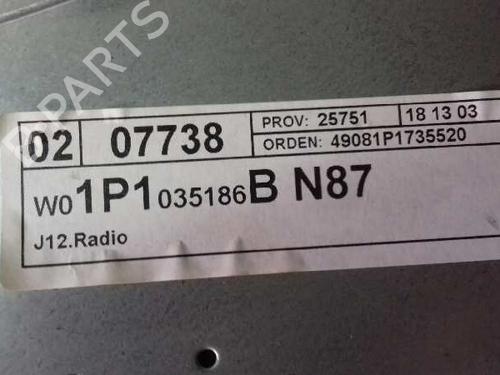 02 07738 PROV: 25751 18 13 03
ORDEN: 49081P1735520
W01P1035186B N87
J12.Radio
B-PARTS